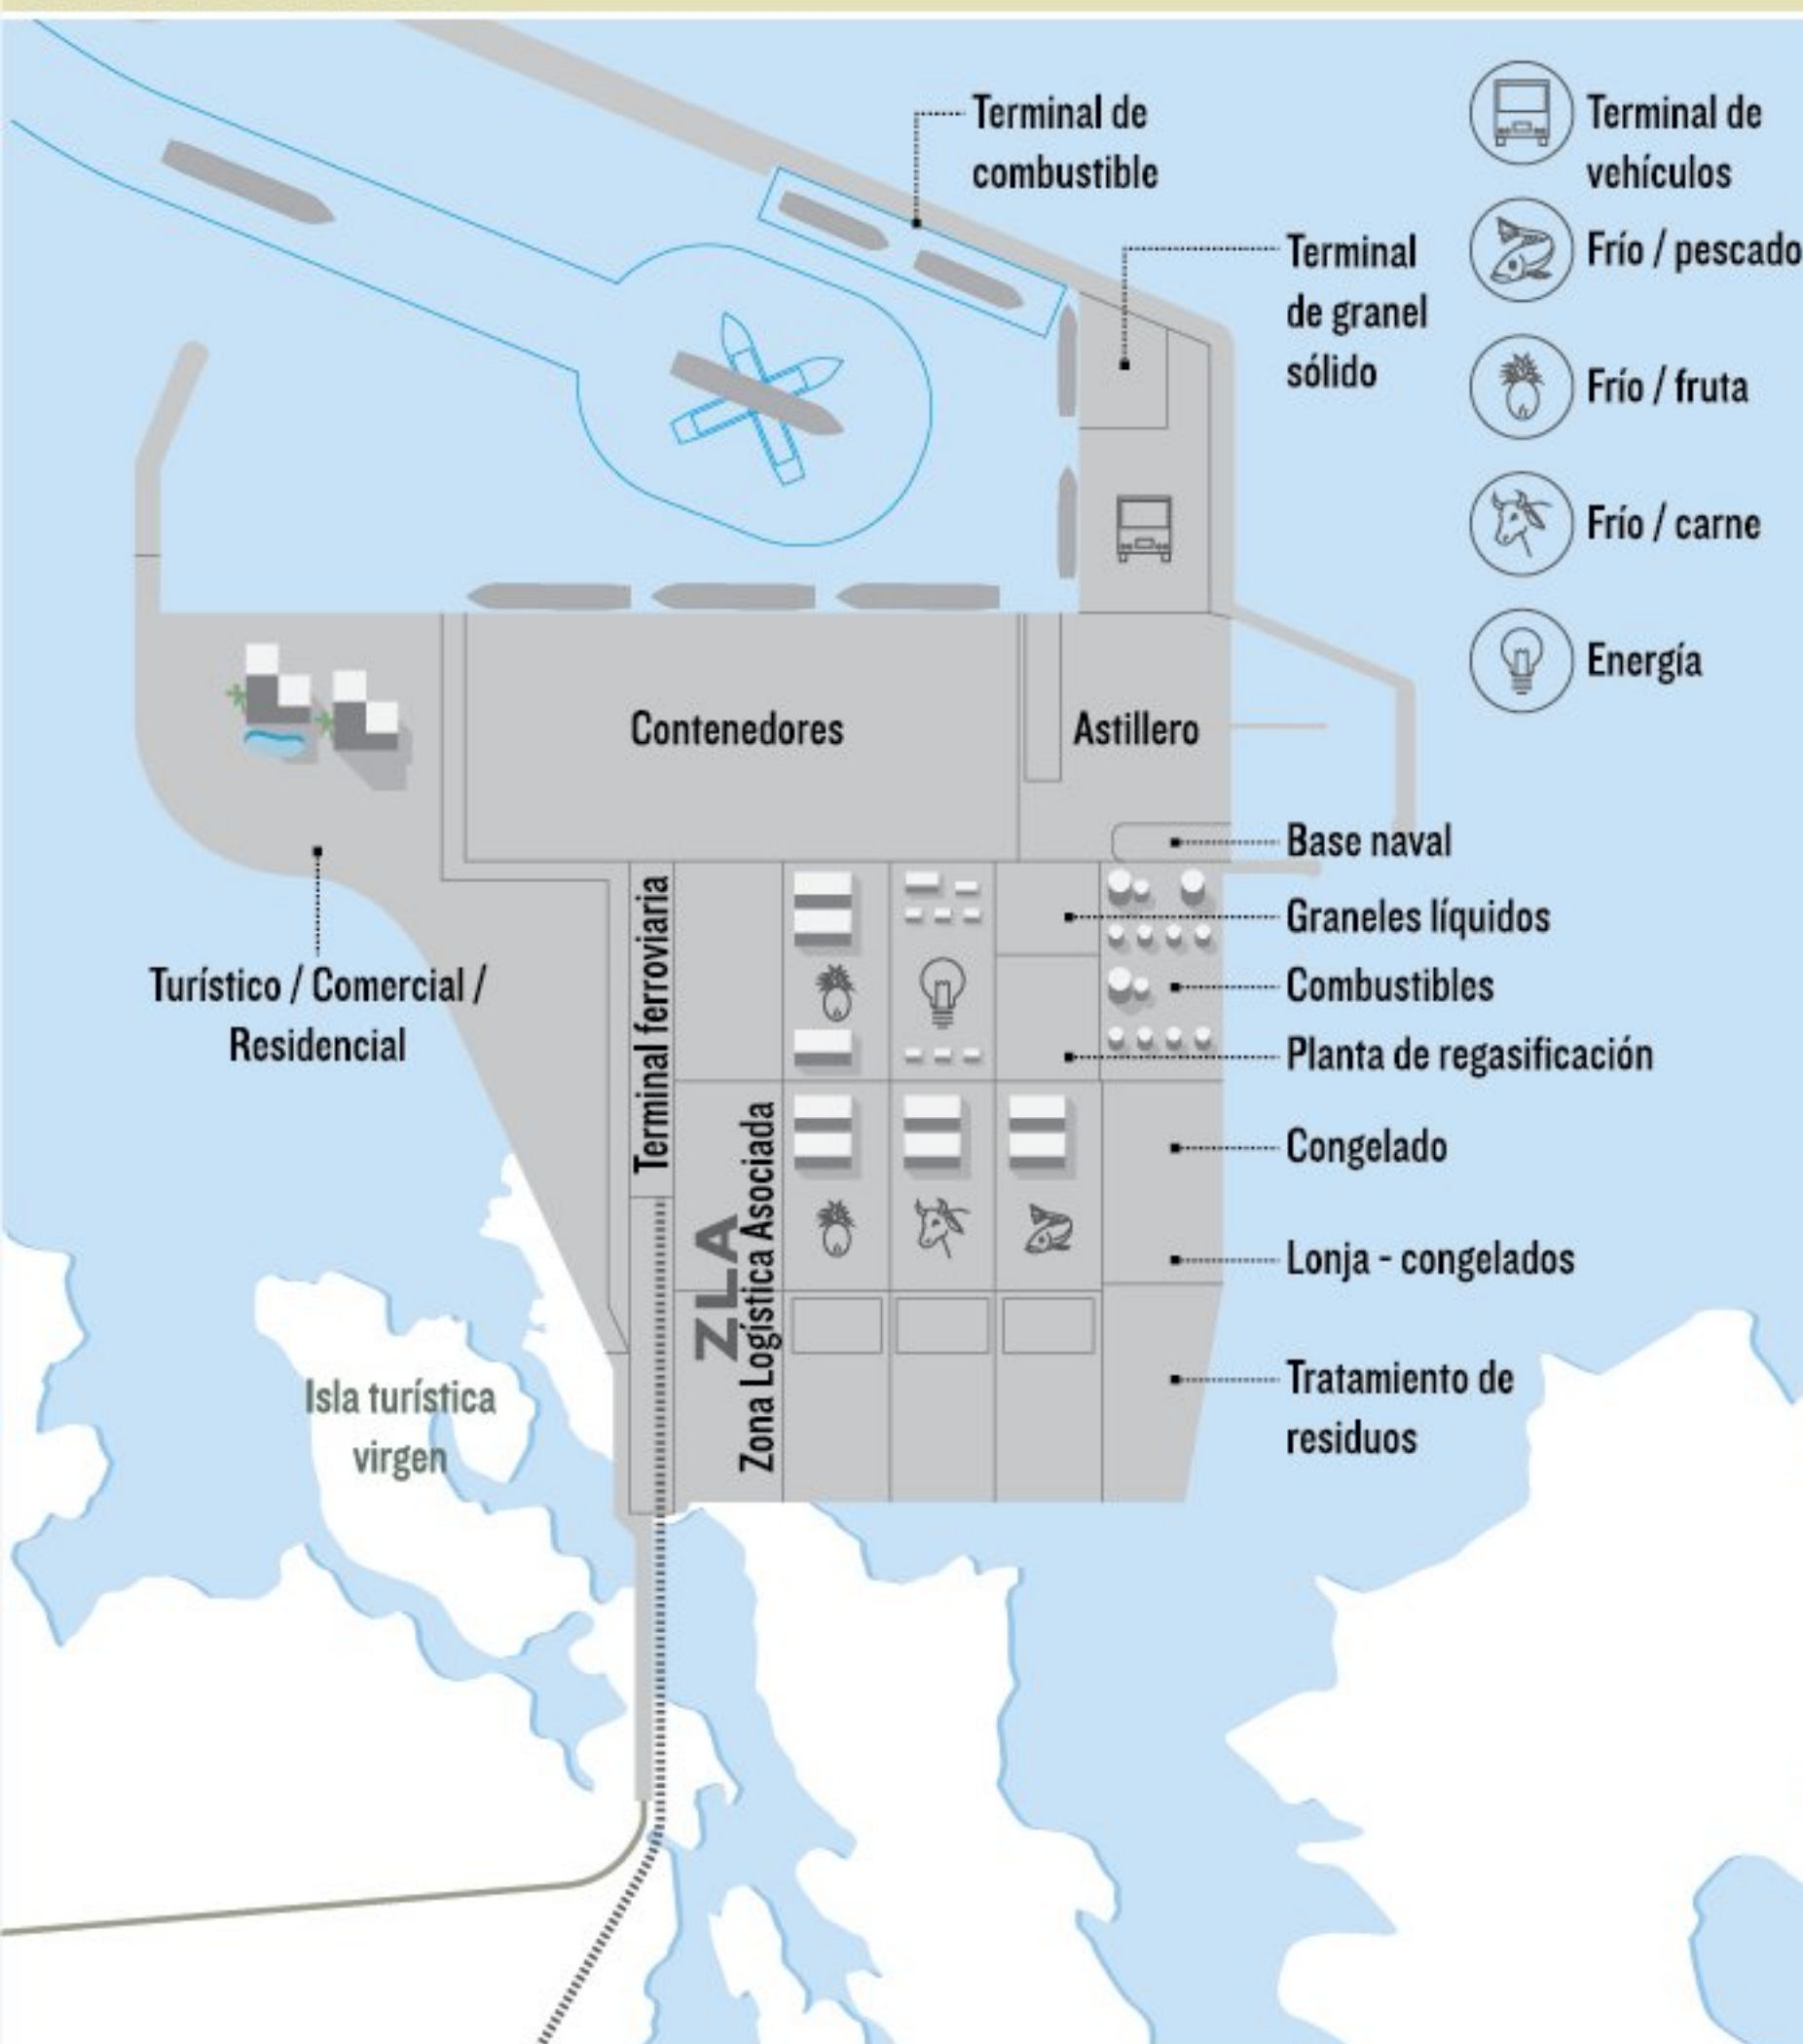 Terminal de
combustible
Terminal
de granel
sólido
Terminal de
vehículos
Frío / pescado
Frío / fruta
Frío / carne
Energía
Contenedores
Astillero
Base naval
Graneles líquidos
Combustibles
Planta de regasificación
Congelado
Lonja - congelados
Tratamiento de
residuos
Turístico / Comercial /
Residencial
Terminal ferroviaria
ZLA
Zona Logística Asociada
Isla turística
virgen